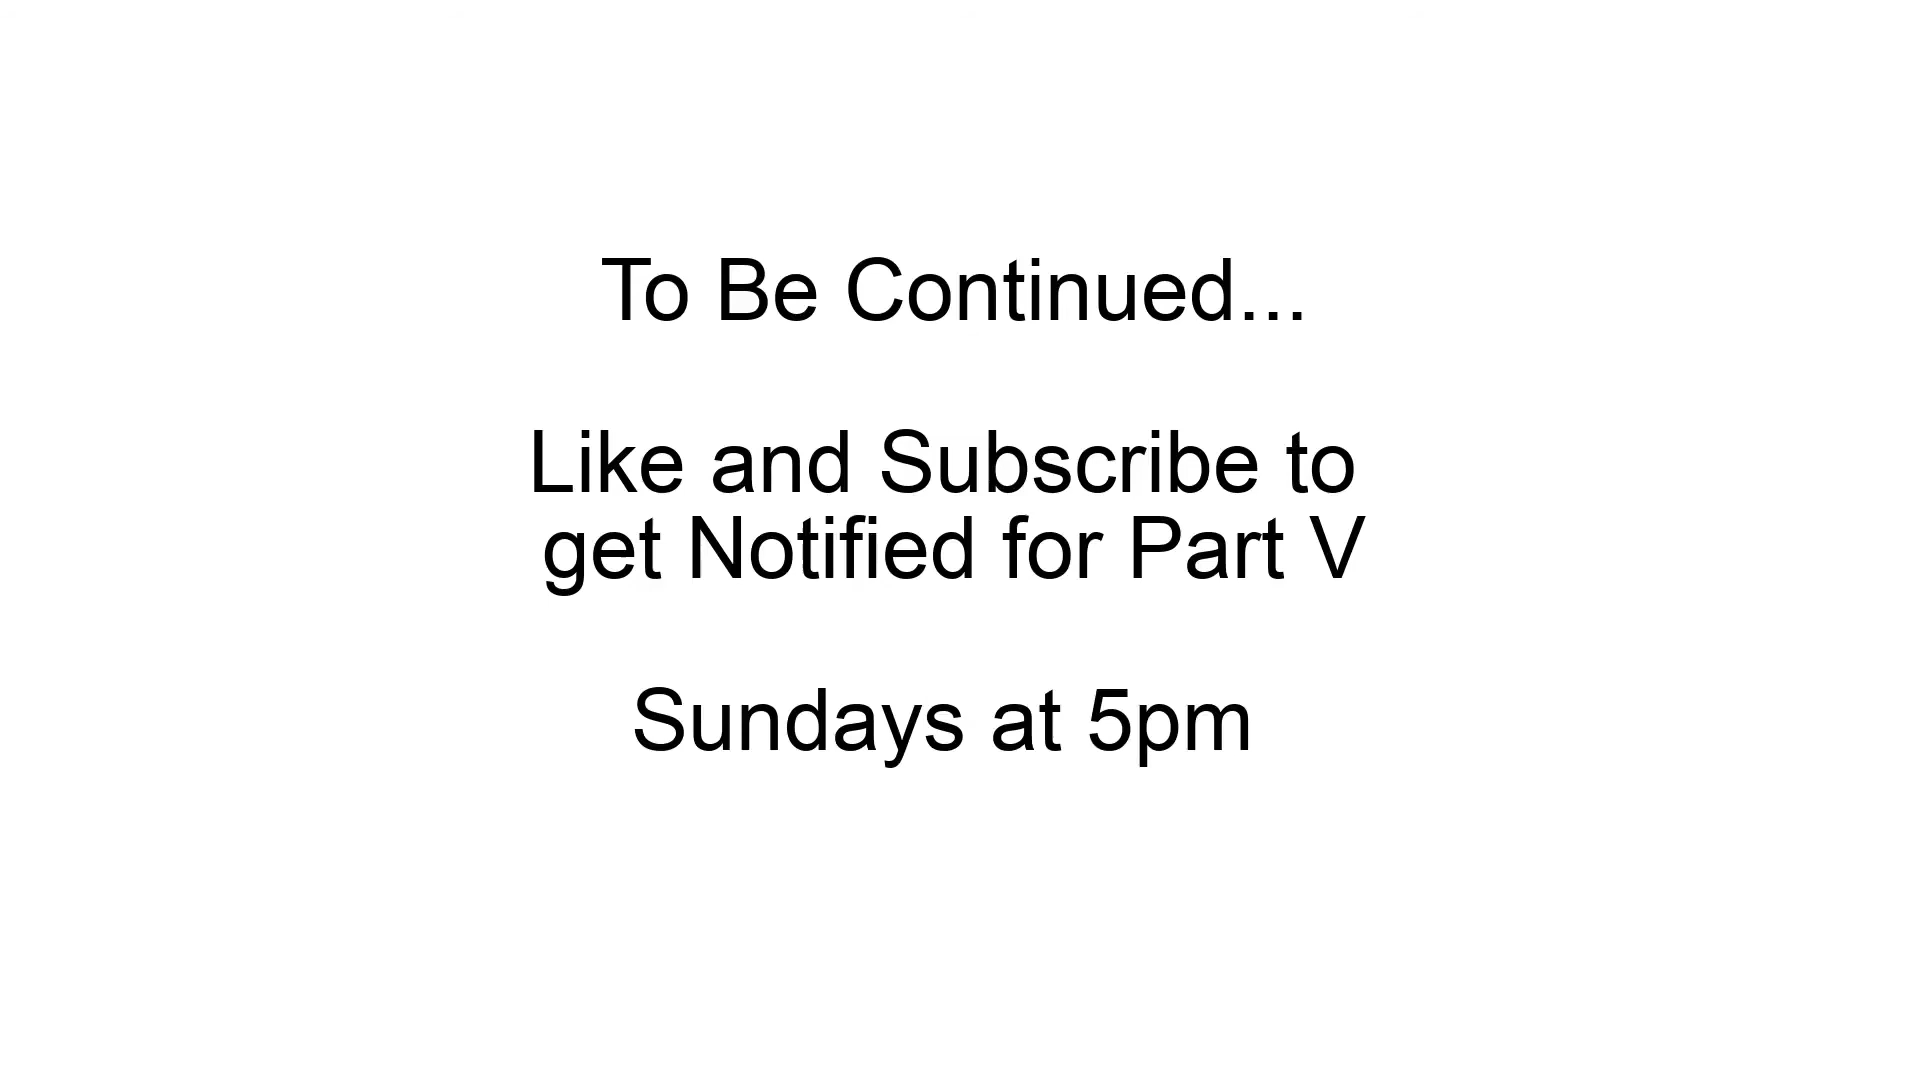 To Be Continued...
Like and Subscribe to
get Notified for Part V
Sundays at 5pm